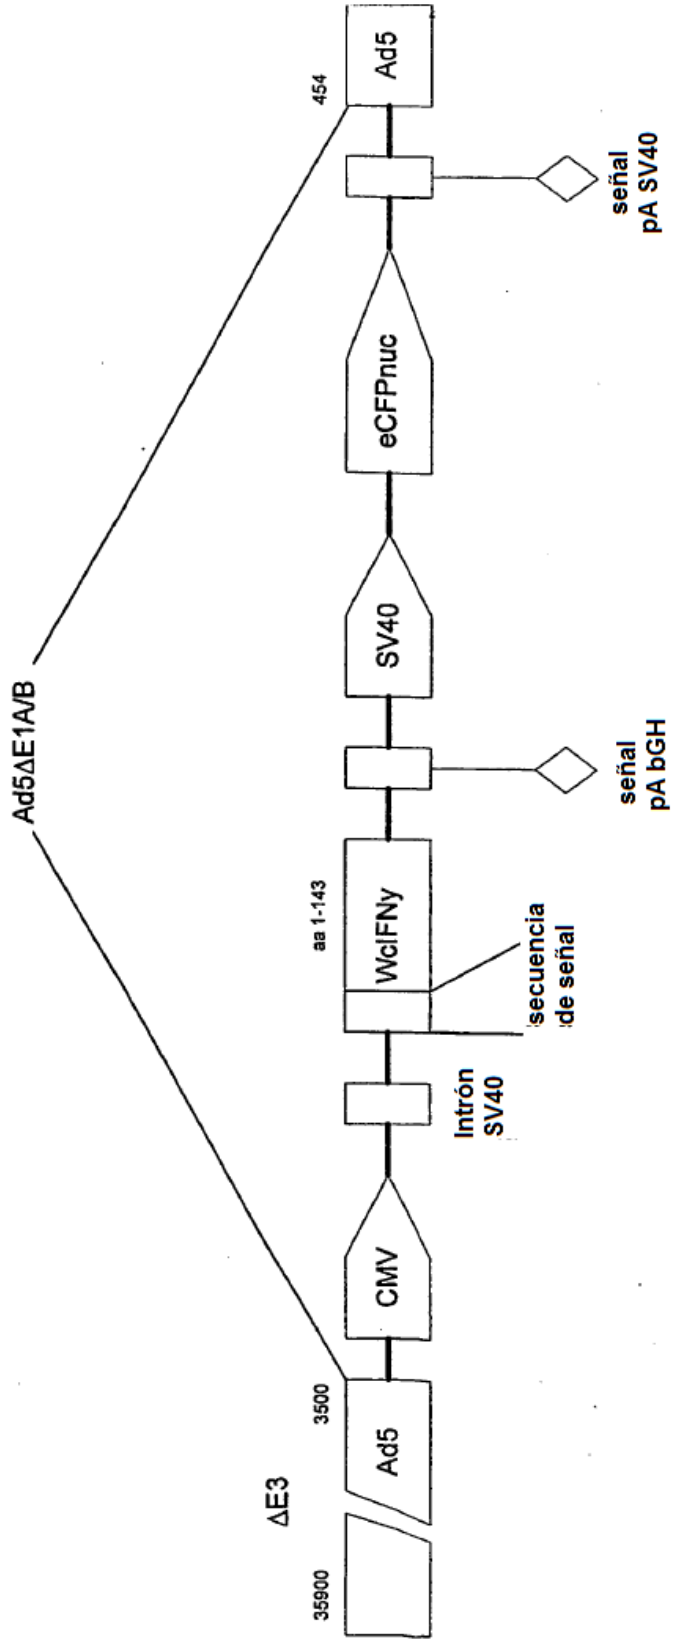 Ad5ΔE1A/B
ΔE3
35900
3500
aa 1-143
454
Ad5
CMV
WclFNy
SV40
eCFPnuc
Ad5
Intrón
SV40
secuencia
de señal
señal
pA bGH
señal
pA SV40